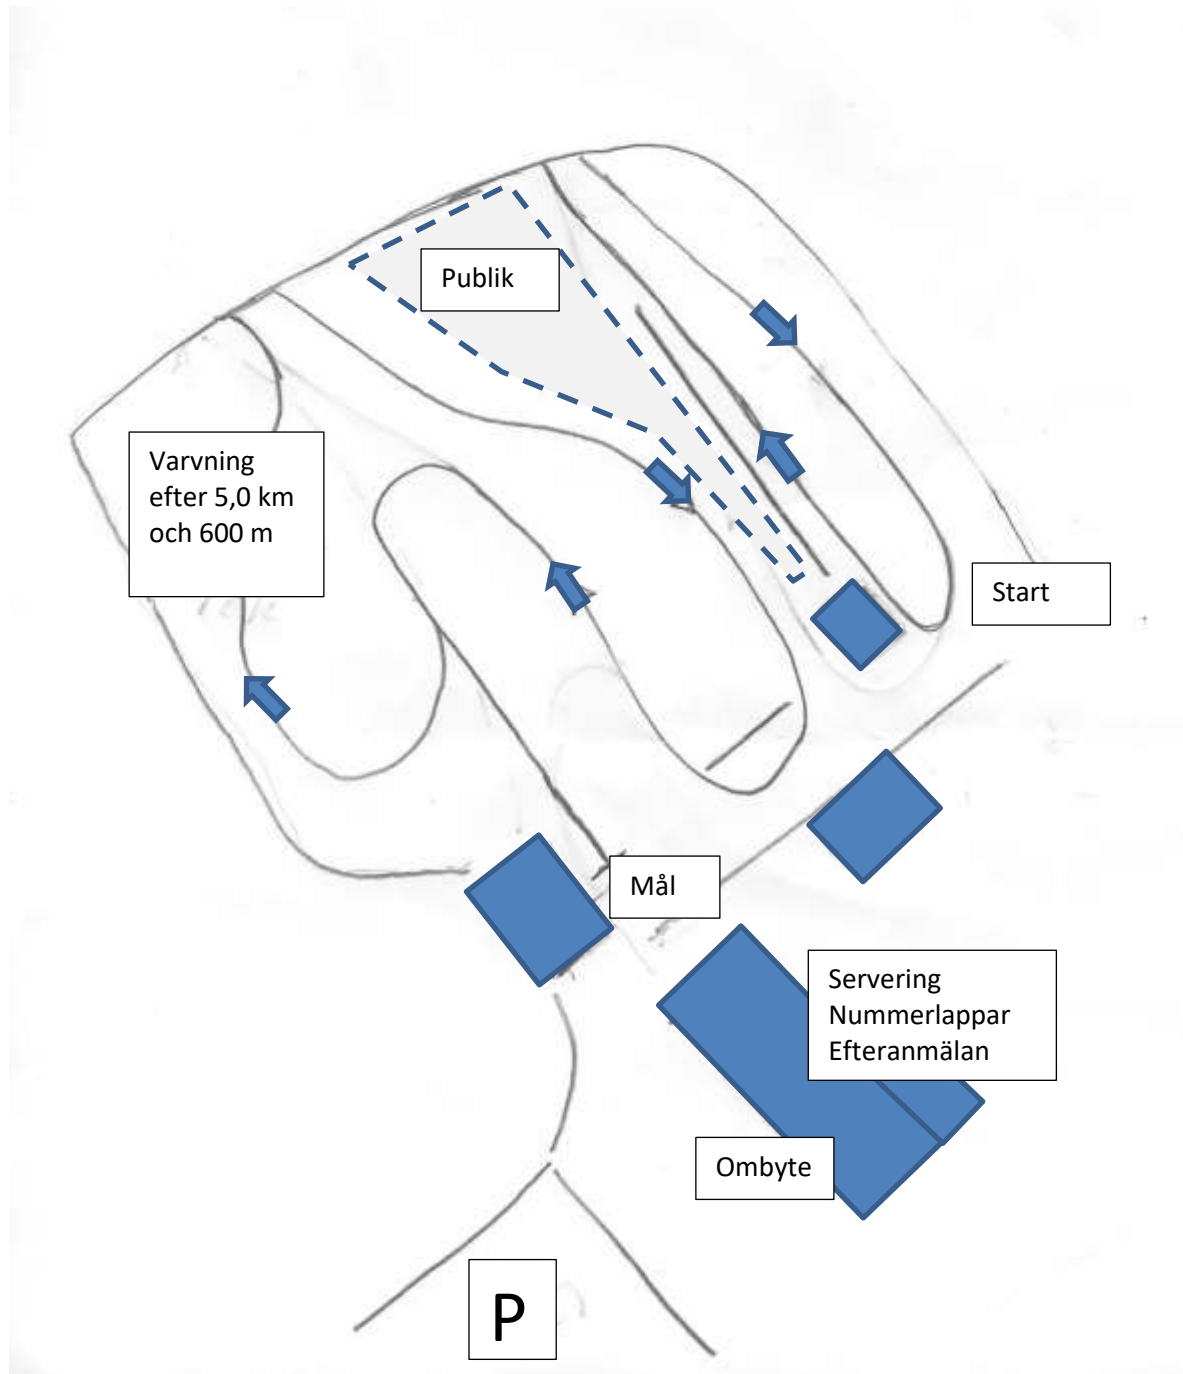 Publik
Varvning
efter 5,0 km
och 600 m
Start
Mål
Servering
Nummerlappar
Efteranmälan
Ombyte
P